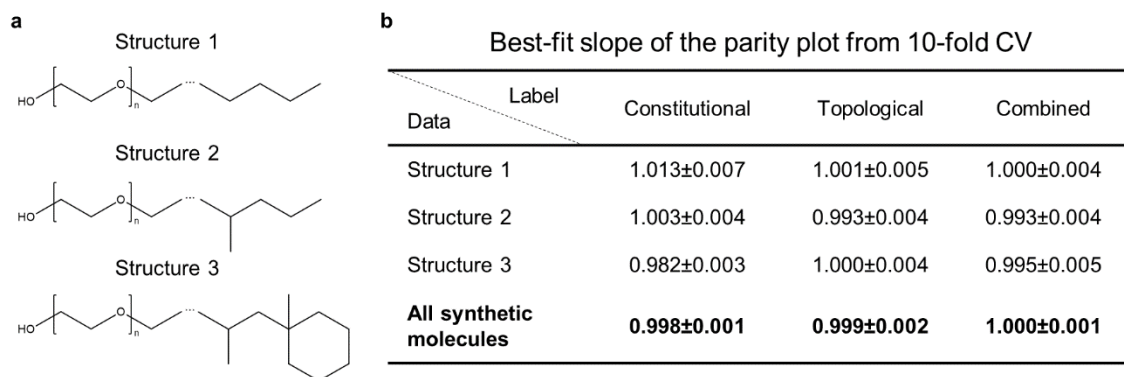 a
Structure 1
HO
O
n
...
Structure 2
HO
O
n
...
Structure 3
HO
O
n
...
b
Best-fit slope of the parity plot from 10-fold CV
Label
Data
Constitutional Topological Combined
Structure 1 1.013±0.007 1.001±0.005 1.000±0.004
Structure 2 1.003±0.004 0.993±0.004 0.993±0.004
Structure 3 0.982±0.003 1.000±0.004 0.995±0.005
All synthetic
molecules
0.998±0.001 0.999±0.002 1.000±0.001